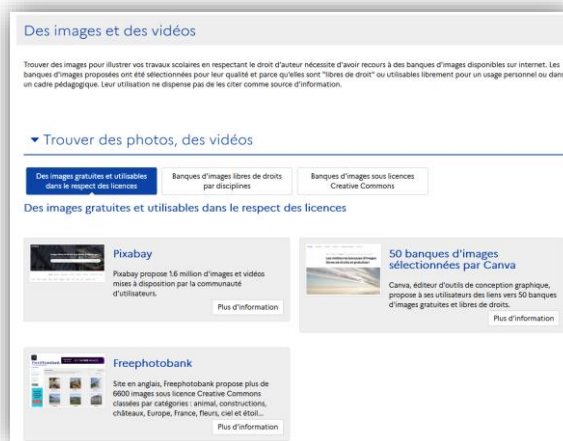 Des images et des vidéos
Trouver des images pour illustrer vos travaux scolaires en respectant le droit d'auteur nécessite d'avoir recours à des banques d'images disponibles sur internet. Les
banques d'images proposées ont été sélectionnées pour leur qualité et parce qu'elles sont "libres de droit" ou utilisables librement pour un usage personnel ou dans
un cadre pédagogique. Leur utilisation ne dispense pas de les citer comme source d'information.
Trouver des photos, des vidéos
Des images gratuites et utilisables
dans le respect des licences
Banques d'images libres de droits
par disciplines
Banques d'images sous licences
Creative Commons
Des images gratuites et utilisables dans le respect des licences
Pixabay
Pixabay propose 1.6 million d'images et vidéos
mises à disposition par la communauté
d'utilisateurs.
Plus d'information
50 banques d'images
sélectionnées par Canva
Canva, éditeur d'outils de conception graphique,
propose à ses utilisateurs des liens vers 50 banques
d'images gratuites et libres de droits.
Plus d'information
Freephotobank
Site en anglais, Freephotobank propose plus de
6600 images sous licence Creative Commons
classées par catégories : animal, constructions,
châteaux, Europe, France, fleurs, ciel et étoil...
Plus d'information